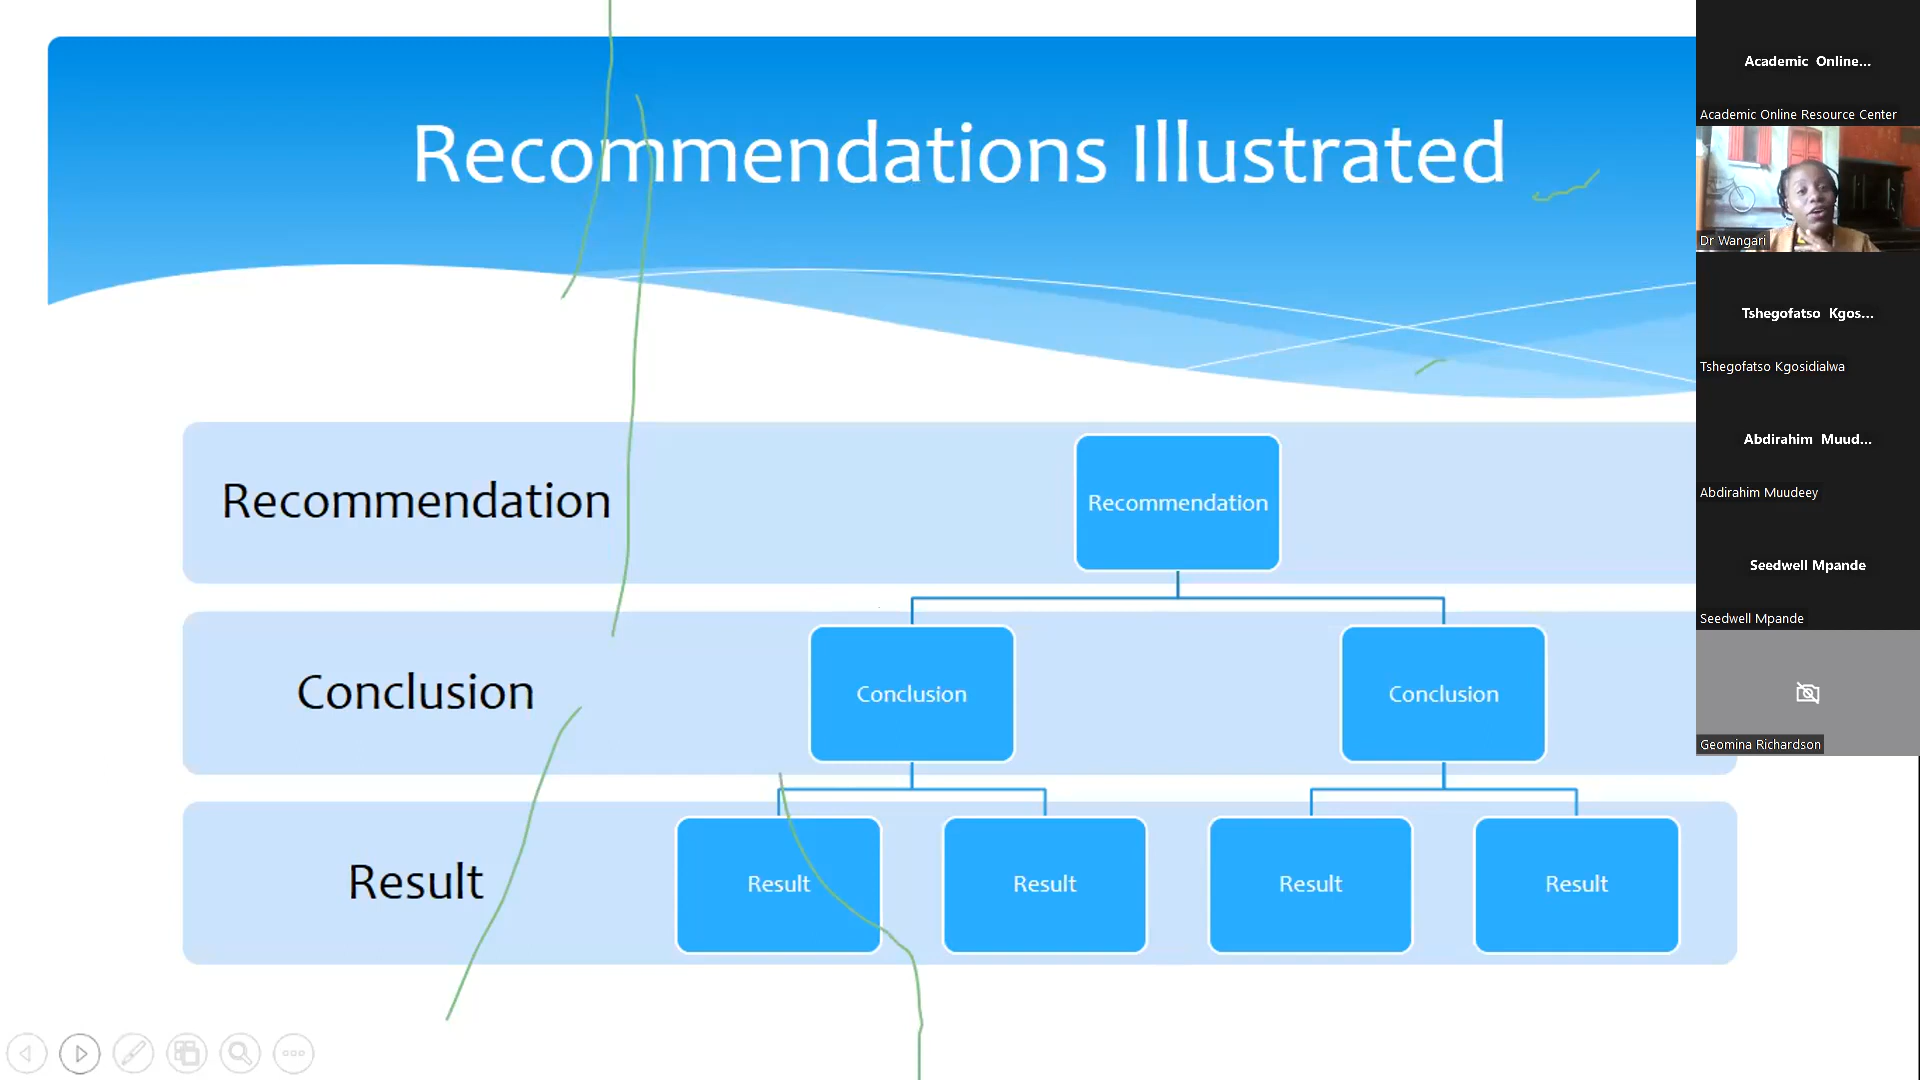 Recommendations Illustrated
Recommendation
Recommendation
Conclusion
Conclusion
Conclusion
Result
Result
Result
Result
Result
Academic Online...
Academic Online Resource Center
Dr Wangari
Tshegofatso Kgos...
Tshegofatso Kgosidialwa
Abdirahim Muud...
Abdirahim Muudeey
Seedwell Mpande
Seedwell Mpande
Geomina Richardson